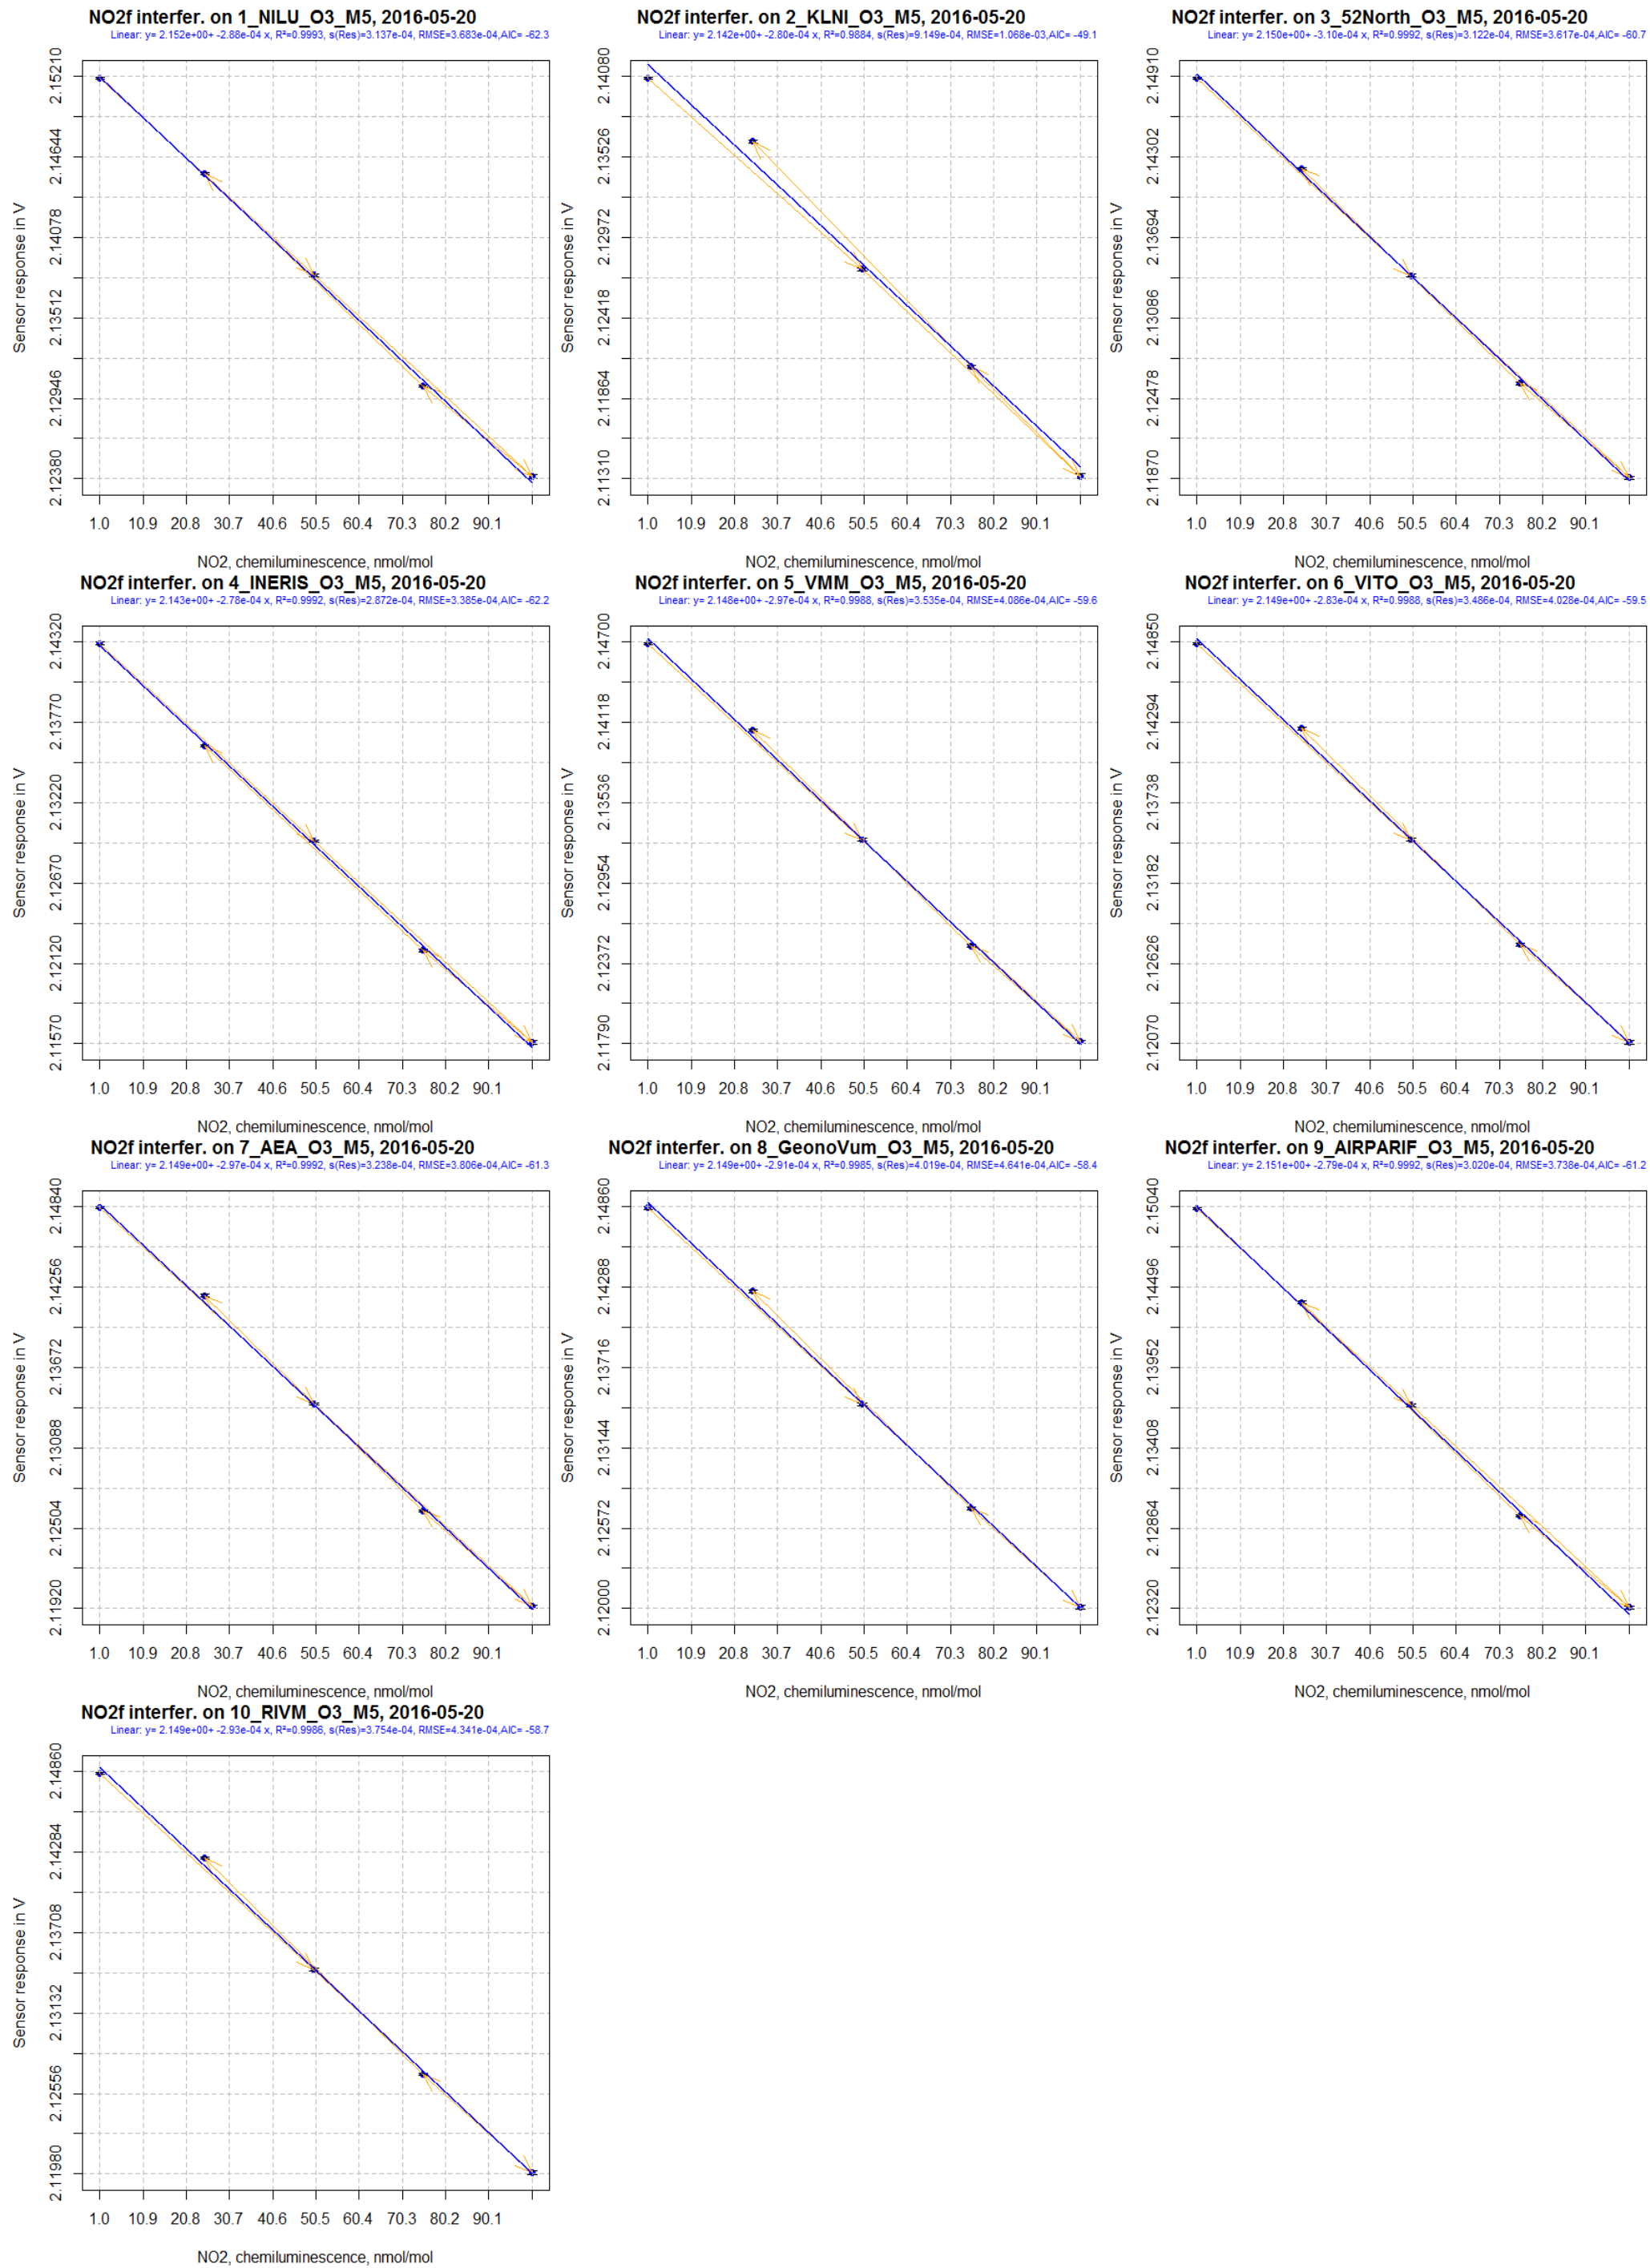 NO2f interfer. on 1_NILU_O3_M5, 2016-05-20
Linear: y= 2.152e+00+ -2.88e-04 x, R²=0.9993, s(Res)=3.137e-04, RMSE=3.683e-04,AIC= -62.3
Sensor response in V
2.15210
2.14644
2.14078
2.13512
2.12946
2.12380
1.0 10.9 20.8 30.7 40.6 50.5 60.4 70.3 80.2 90.1
NO2, chemiluminescence, nmol/mol
NO2f interfer. on 2_KLNI_O3_M5, 2016-05-20
Linear: y= 2.142e+00+ -2.80e-04 x, R²=0.9884, s(Res)=9.149e-04, RMSE=1.068e-03,AIC= -49.1
Sensor response in V
2.14080
2.13526
2.12972
2.12418
2.11864
2.11310
1.0 10.9 20.8 30.7 40.6 50.5 60.4 70.3 80.2 90.1
NO2, chemiluminescence, nmol/mol
NO2f interfer. on 3_52North_O3_M5, 2016-05-20
Linear: y= 2.150e+00+ -3.10e-04 x, R²=0.9992, s(Res)=3.122e-04, RMSE=3.617e-04,AIC= -60.7
Sensor response in V
2.14910
2.14302
2.13694
2.13086
2.12478
2.11870
1.0 10.9 20.8 30.7 40.6 50.5 60.4 70.3 80.2 90.1
NO2, chemiluminescence, nmol/mol
NO2f interfer. on 4_INERIS_O3_M5, 2016-05-20
Linear: y= 2.143e+00+ -2.78e-04 x, R²=0.9992, s(Res)=2.872e-04, RMSE=3.385e-04,AIC= -62.2
Sensor response in V
2.14320
2.13770
2.13220
2.12670
2.12120
2.11570
1.0 10.9 20.8 30.7 40.6 50.5 60.4 70.3 80.2 90.1
NO2, chemiluminescence, nmol/mol
NO2f interfer. on 5_VMM_O3_M5, 2016-05-20
Linear: y= 2.148e+00+ -2.97e-04 x, R²=0.9988, s(Res)=3.535e-04, RMSE=4.086e-04,AIC= -59.6
Sensor response in V
2.14700
2.14118
2.13536
2.12954
2.12372
2.11790
1.0 10.9 20.8 30.7 40.6 50.5 60.4 70.3 80.2 90.1
NO2, chemiluminescence, nmol/mol
NO2f interfer. on 6_VITO_O3_M5, 2016-05-20
Linear: y= 2.149e+00+ -2.83e-04 x, R²=0.9988, s(Res)=3.486e-04, RMSE=4.028e-04,AIC= -59.5
Sensor response in V
2.14850
2.14294
2.13738
2.13182
2.12626
2.12070
1.0 10.9 20.8 30.7 40.6 50.5 60.4 70.3 80.2 90.1
NO2, chemiluminescence, nmol/mol
NO2f interfer. on 7_AEA_O3_M5, 2016-05-20
Linear: y= 2.149e+00+ -2.97e-04 x, R²=0.9992, s(Res)=3.238e-04, RMSE=3.806e-04,AIC= -61.3
Sensor response in V
2.14840
2.14256
2.13672
2.13088
2.12504
2.11920
1.0 10.9 20.8 30.7 40.6 50.5 60.4 70.3 80.2 90.1
NO2, chemiluminescence, nmol/mol
NO2f interfer. on 8_GeonoVum_O3_M5, 2016-05-20
Linear: y= 2.149e+00+ -2.91e-04 x, R²=0.9985, s(Res)=4.019e-04, RMSE=4.641e-04,AIC= -58.4
Sensor response in V
2.14860
2.14288
2.13716
2.13144
2.12572
2.12000
1.0 10.9 20.8 30.7 40.6 50.5 60.4 70.3 80.2 90.1
NO2, chemiluminescence, nmol/mol
NO2f interfer. on 9_AIRPARIF_O3_M5, 2016-05-20
Linear: y= 2.151e+00+ -2.79e-04 x, R²=0.9992, s(Res)=3.020e-04, RMSE=3.738e-04,AIC= -61.2
Sensor response in V
2.15040
2.14496
2.13952
2.13408
2.12864
2.12320
1.0 10.9 20.8 30.7 40.6 50.5 60.4 70.3 80.2 90.1
NO2, chemiluminescence, nmol/mol
NO2f interfer. on 10_RIVM_O3_M5, 2016-05-20
Linear: y= 2.149e+00+ -2.93e-04 x, R²=0.9986, s(Res)=3.754e-04, RMSE=4.341e-04,AIC= -58.7
Sensor response in V
2.14860
2.14284
2.13708
2.13132
2.12556
2.11980
1.0 10.9 20.8 30.7 40.6 50.5 60.4 70.3 80.2 90.1
NO2, chemiluminescence, nmol/mol